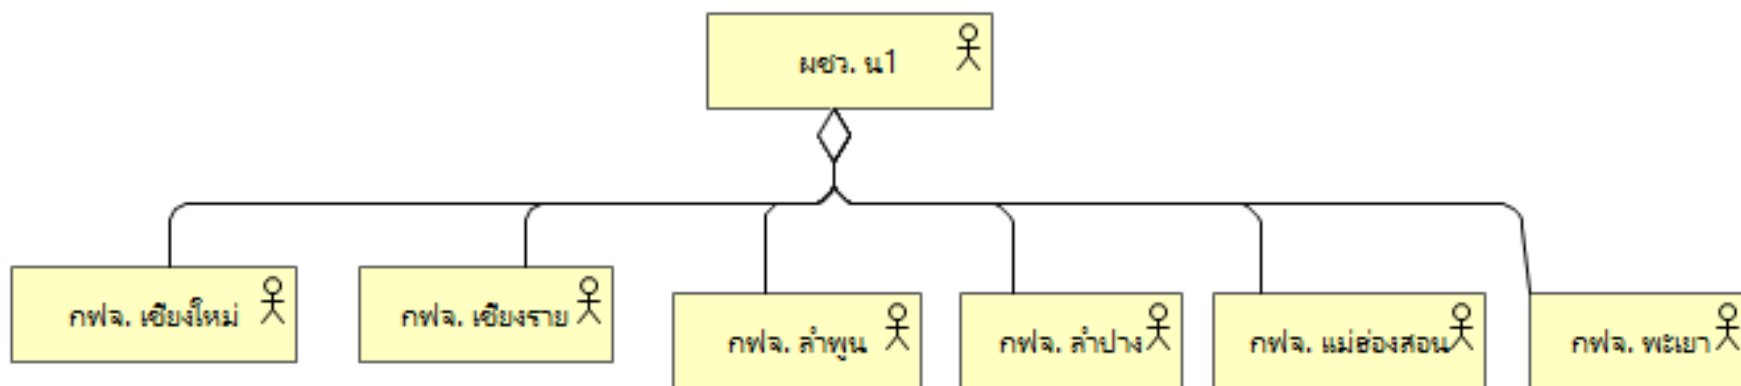 ผชว. น1
กฟจ. เชียงใหม่
กฟจ. เชียงราย
กฟจ. ลำพูน
กฟจ. ลำปาง
กฟจ. แม่ฮ่องสอน
กฟจ. พะเยา